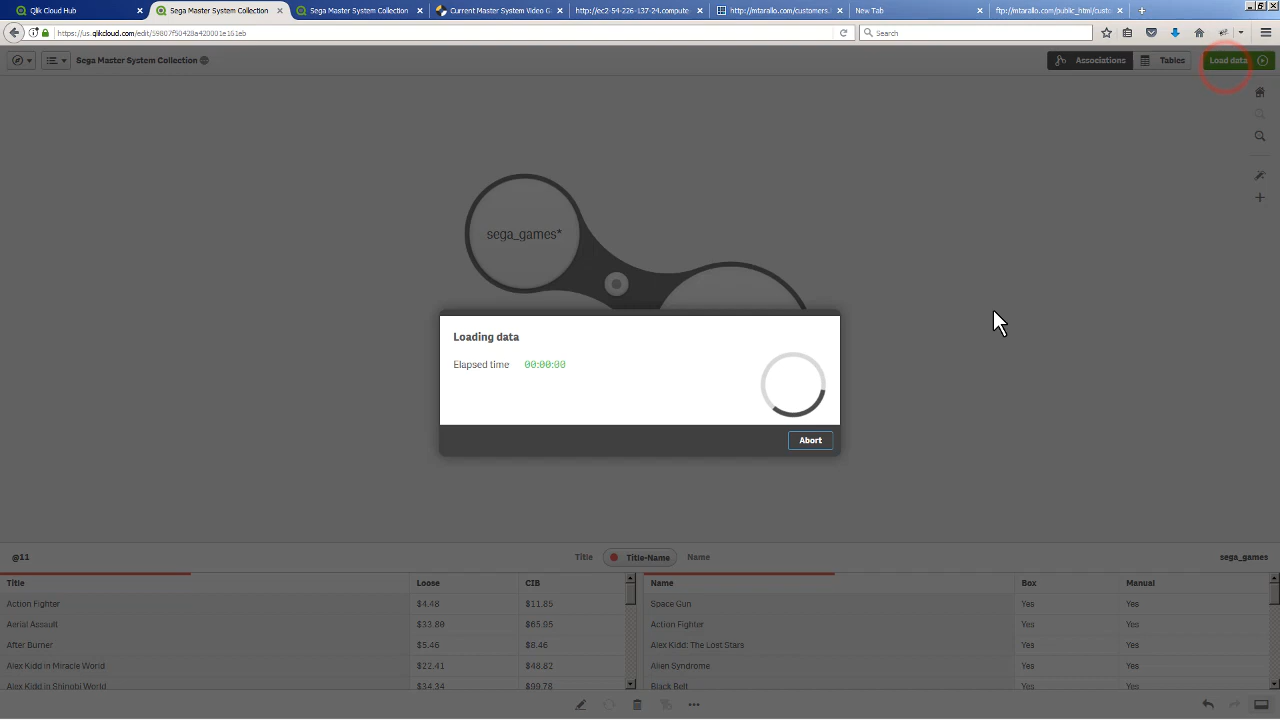 Qlik Cloud Hub
Sega Master System Collection
Sega Master System Collection
Current Master System Video G
http://ec2-54-226-137-24.compute
http://mtarallo.com/customers.
New Tab
ftp://mtarallo.com/public_html/custo
https://us.qlikcloud.com/edit/59807f50428a420001e161eb
Search
Sega Master System Collection
Associations
Tables
Load data
sega_games*
Loading data
Elapsed time 00:00:00
Abort
@11
Title
Title-Name
Name
sega_games
Title Loose CIB
Action Fighter $4.48 $11.85
Aerial Assault $33.80 $65.95
After Burner $5.46 $8.46
Alex Kidd in Miracle World $22.41 $48.82
Alex Kidd in Shinobi World $34.34 $99.78
Name Box Manual
Space Gun Yes Yes
Action Fighter Yes Yes
Alex Kidd: The Lost Stars Yes Yes
Alien Syndrome Yes Yes
Black Belt Yes Yes